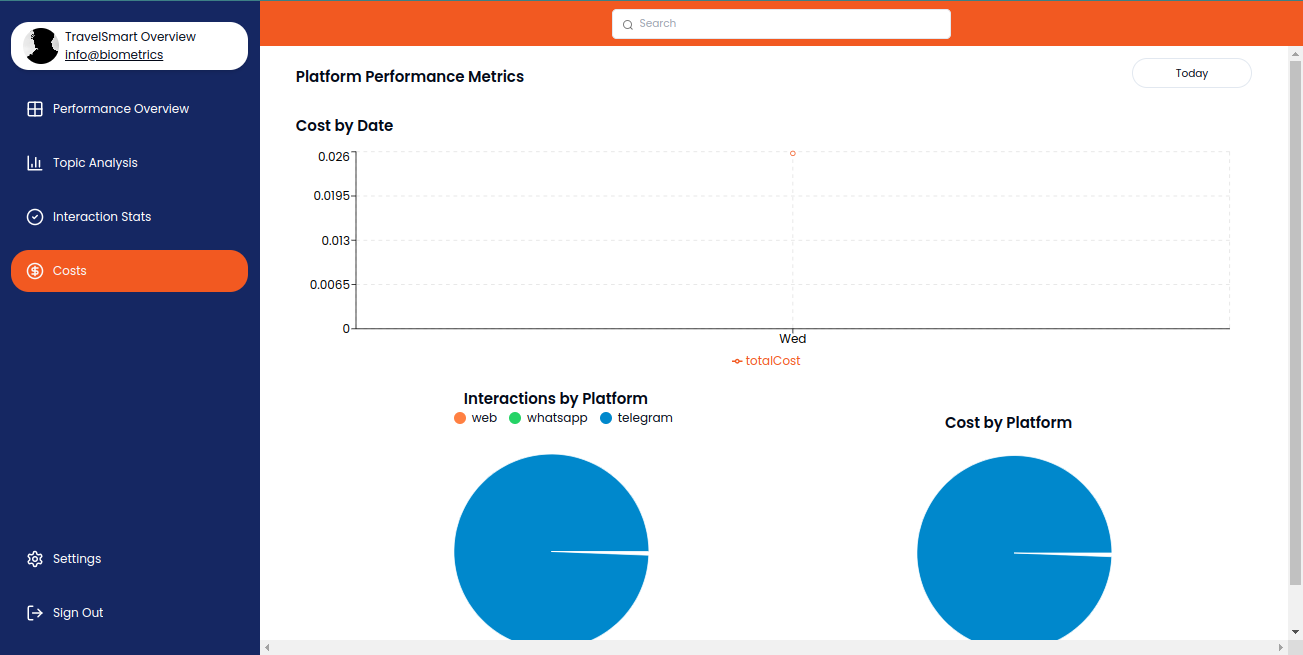 TravelSmart Overview
info@biometrics
Performance Overview
Topic Analysis
Interaction Stats
Costs
Settings
Sign Out
Search
Platform Performance Metrics
Today
Cost by Date
0.026
0.0195
0.013
0.0065
0
Wed
totalCost
Interactions by Platform
web whatsapp telegram
Cost by Platform